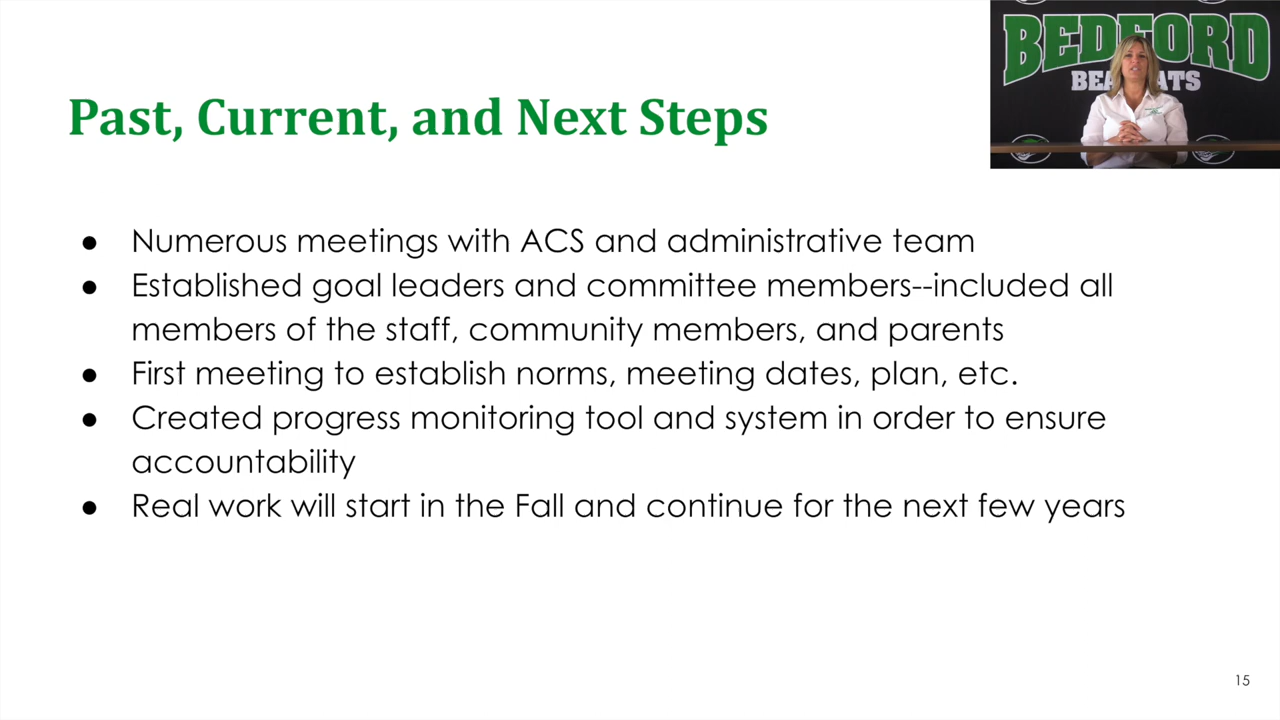 BEDFORD
BEARCATS
Past, Current, and Next Steps
● Numerous meetings with ACS and administrative team
● Established goal leaders and committee members--included all
members of the staff, community members, and parents
● First meeting to establish norms, meeting dates, plan, etc.
● Created progress monitoring tool and system in order to ensure
accountability
● Real work will start in the Fall and continue for the next few years
15